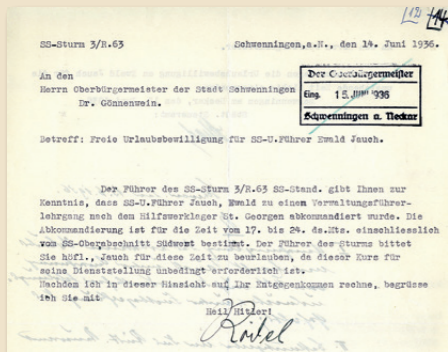 SS-Sturm 3/R.63 Schwenningen,a.N., den 14. Juni 1936.
An den
Herrn Oberbürgermeister der Stadt Schwenningen
Dr. Gönnenwein.
Der Oberbürgermeister
Eing. 15. JUNI 1936
Schwenningen a. Neckar
Betreff: Freie Urlaubsbewilligung für SS-U.Führer Ewald Jauch.
Der Führer des SS-Sturm 3/R.63 SS-Stand. gibt Ihnen zur
Kenntnis, dass SS-U.Führer Jauch, Ewald zu einem Verwaltungsführer-
lehrgang nach dem Hilfswerklager St. Georgen abkommandiert wurde. Die
Abkommandierung ist für die Zeit vom 17. bis 24. ds.Mts. einschliesslich
vom SS-Oberabschnitt Südwest bestimmt. Der Führer des Sturms bittet
Sie höfl., Jauch für diese Zeit zu beurlauben, da dieser Kurs für
seine Dienststellung unbedingt erforderlich ist.
Nachdem ich in dieser Hinsicht auf Ihr Entgegenkommen rechne, begrüsse
ich Sie mit
Heil Hitler!